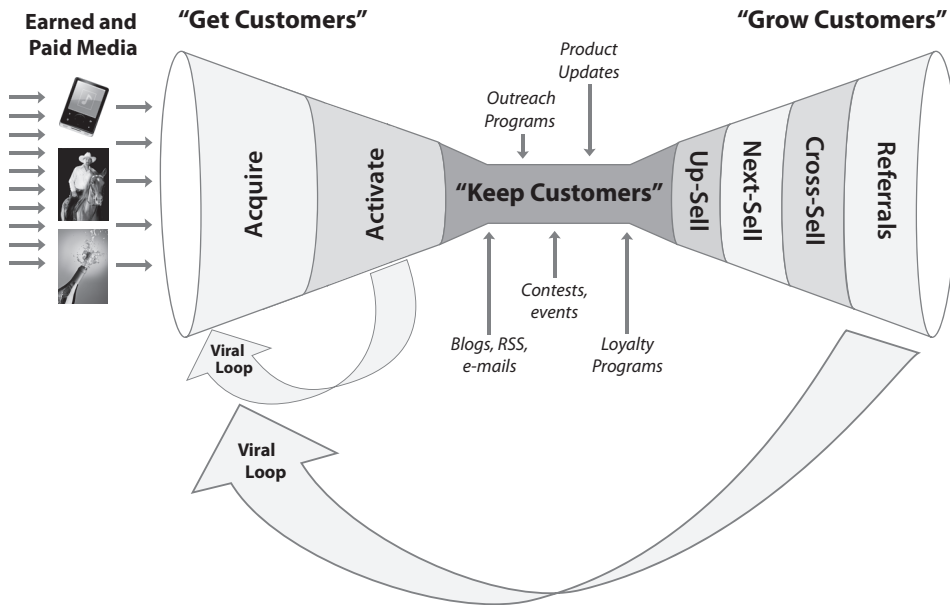 Earned and
Paid Media
“Get Customers”
“Grow Customers”
Product
Updates
Outreach
Programs
Acquire
Activate
“Keep Customers”
Up-Sell
Next-Sell
Cross-Sell
Referrals
Contests,
events
Blogs, RSS,
e-mails
Loyalty
Programs
Viral
Loop
Viral
Loop